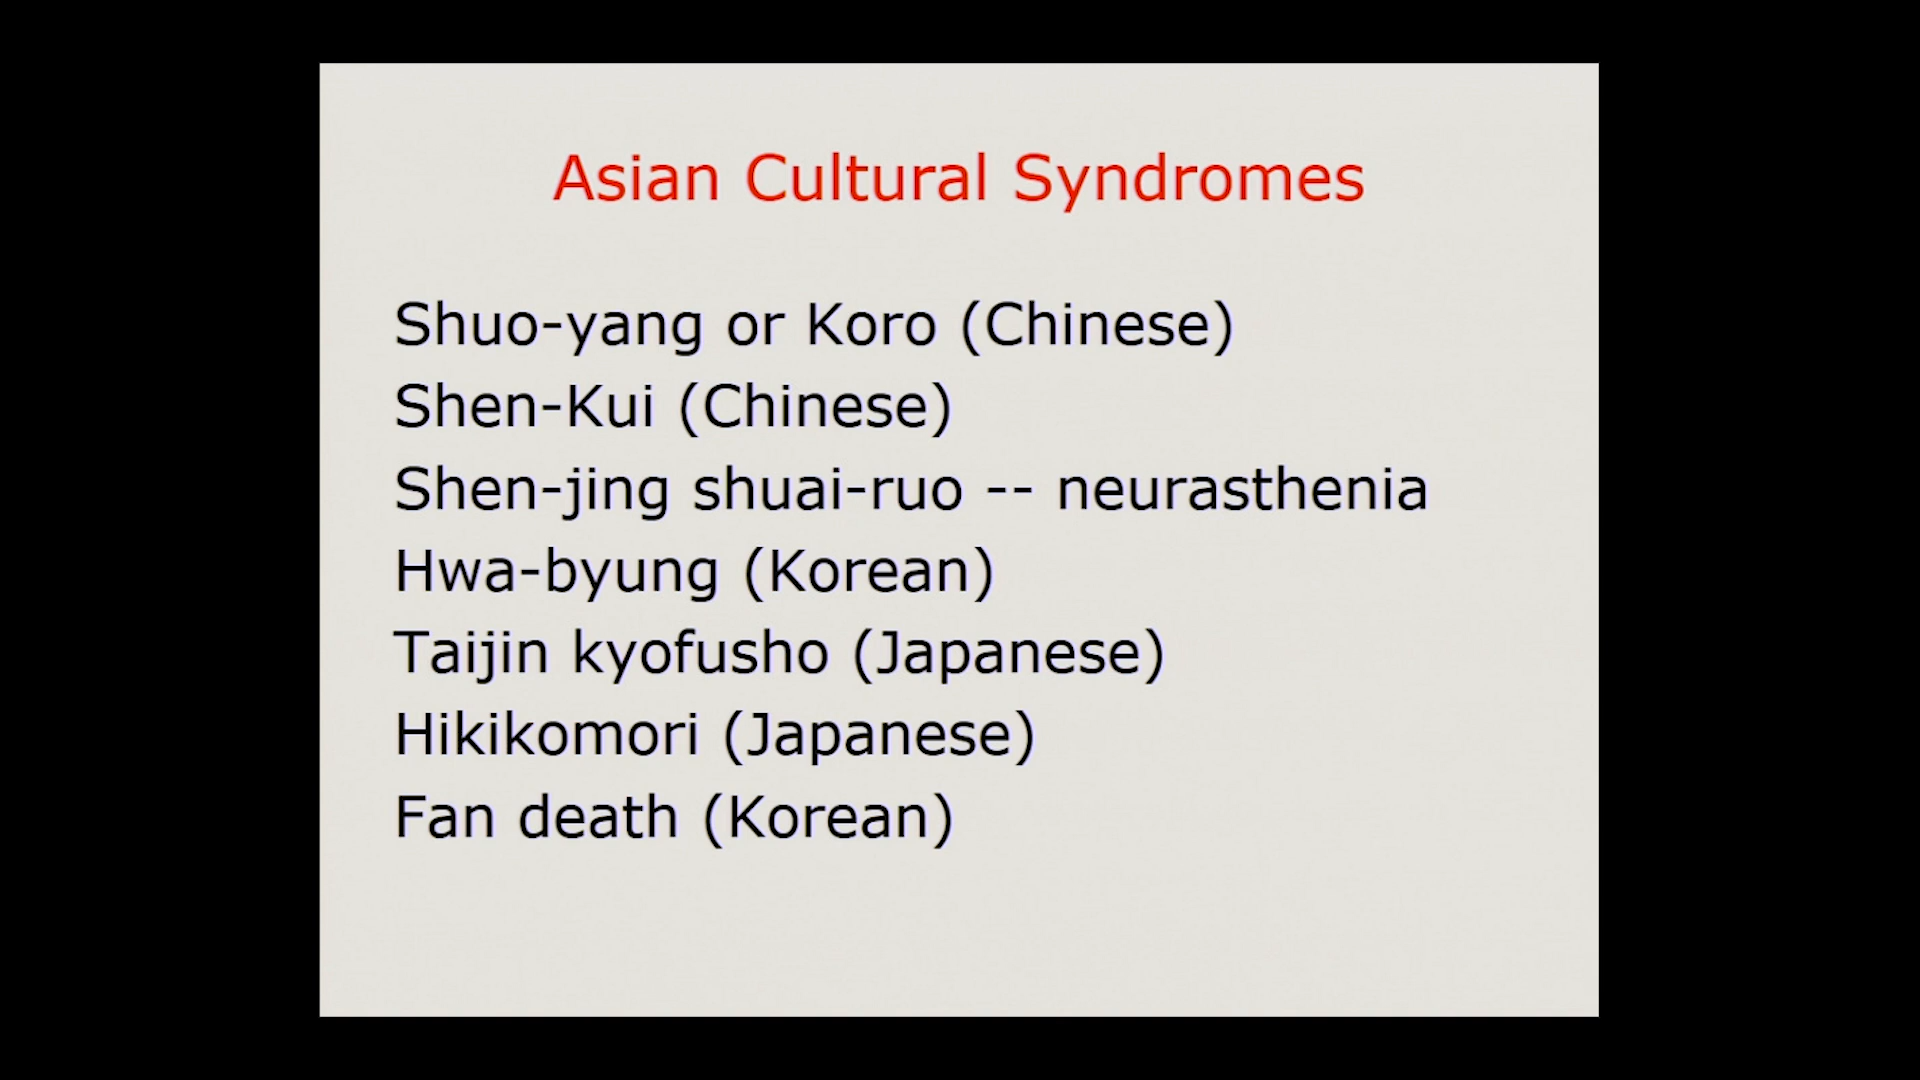 Asian Cultural Syndromes
Shuo-yang or Koro (Chinese)
Shen-Kui (Chinese)
Shen-jing shuai-ruo -- neurasthenia
Hwa-byung (Korean)
Taijin kyofusho (Japanese)
Hikikomori (Japanese)
Fan death (Korean)